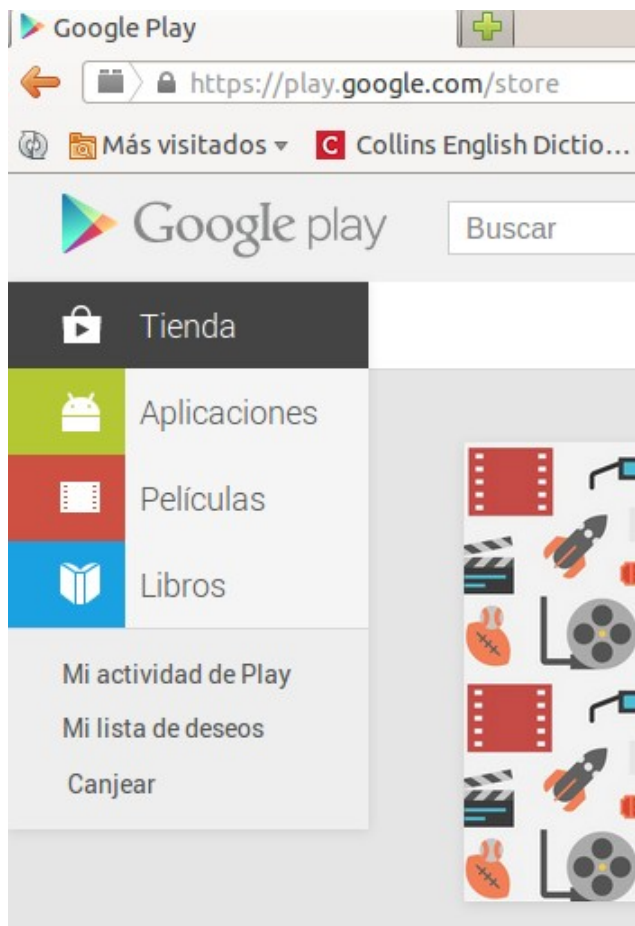 Google Play
https://play.google.com/store
Más visitados
C Collins English Dictio...
Google play
Buscar
Tienda
Aplicaciones
Películas
Libros
Mi actividad de Play
Mi lista de deseos
Canjear